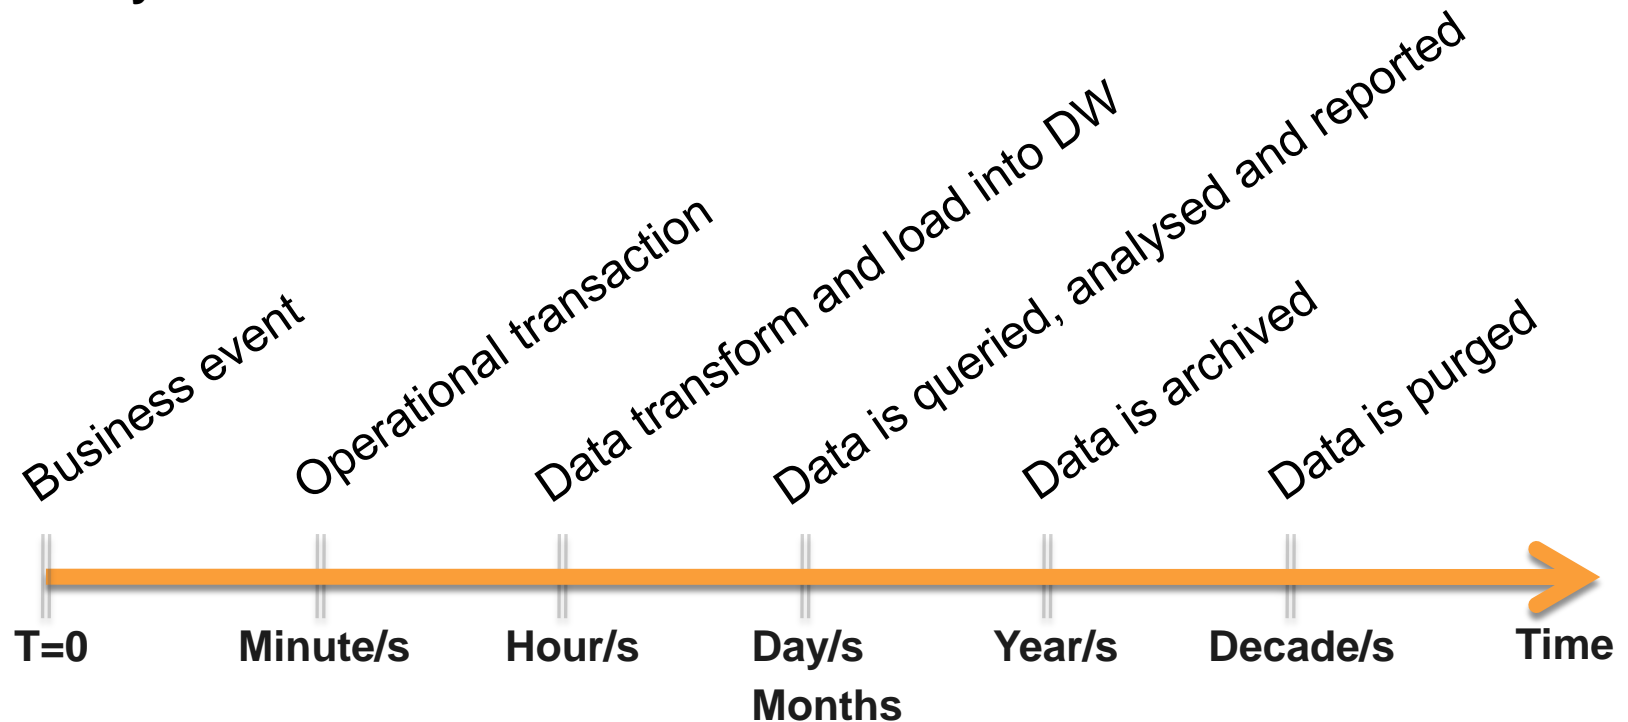 Business event
Operational transaction
Data transform and load into DW
Data is queried, analysed and reported
Data is archived
Data is purged
T=0
Minute/s
Hour/s
Day/s
Months
Year/s
Decade/s
Time